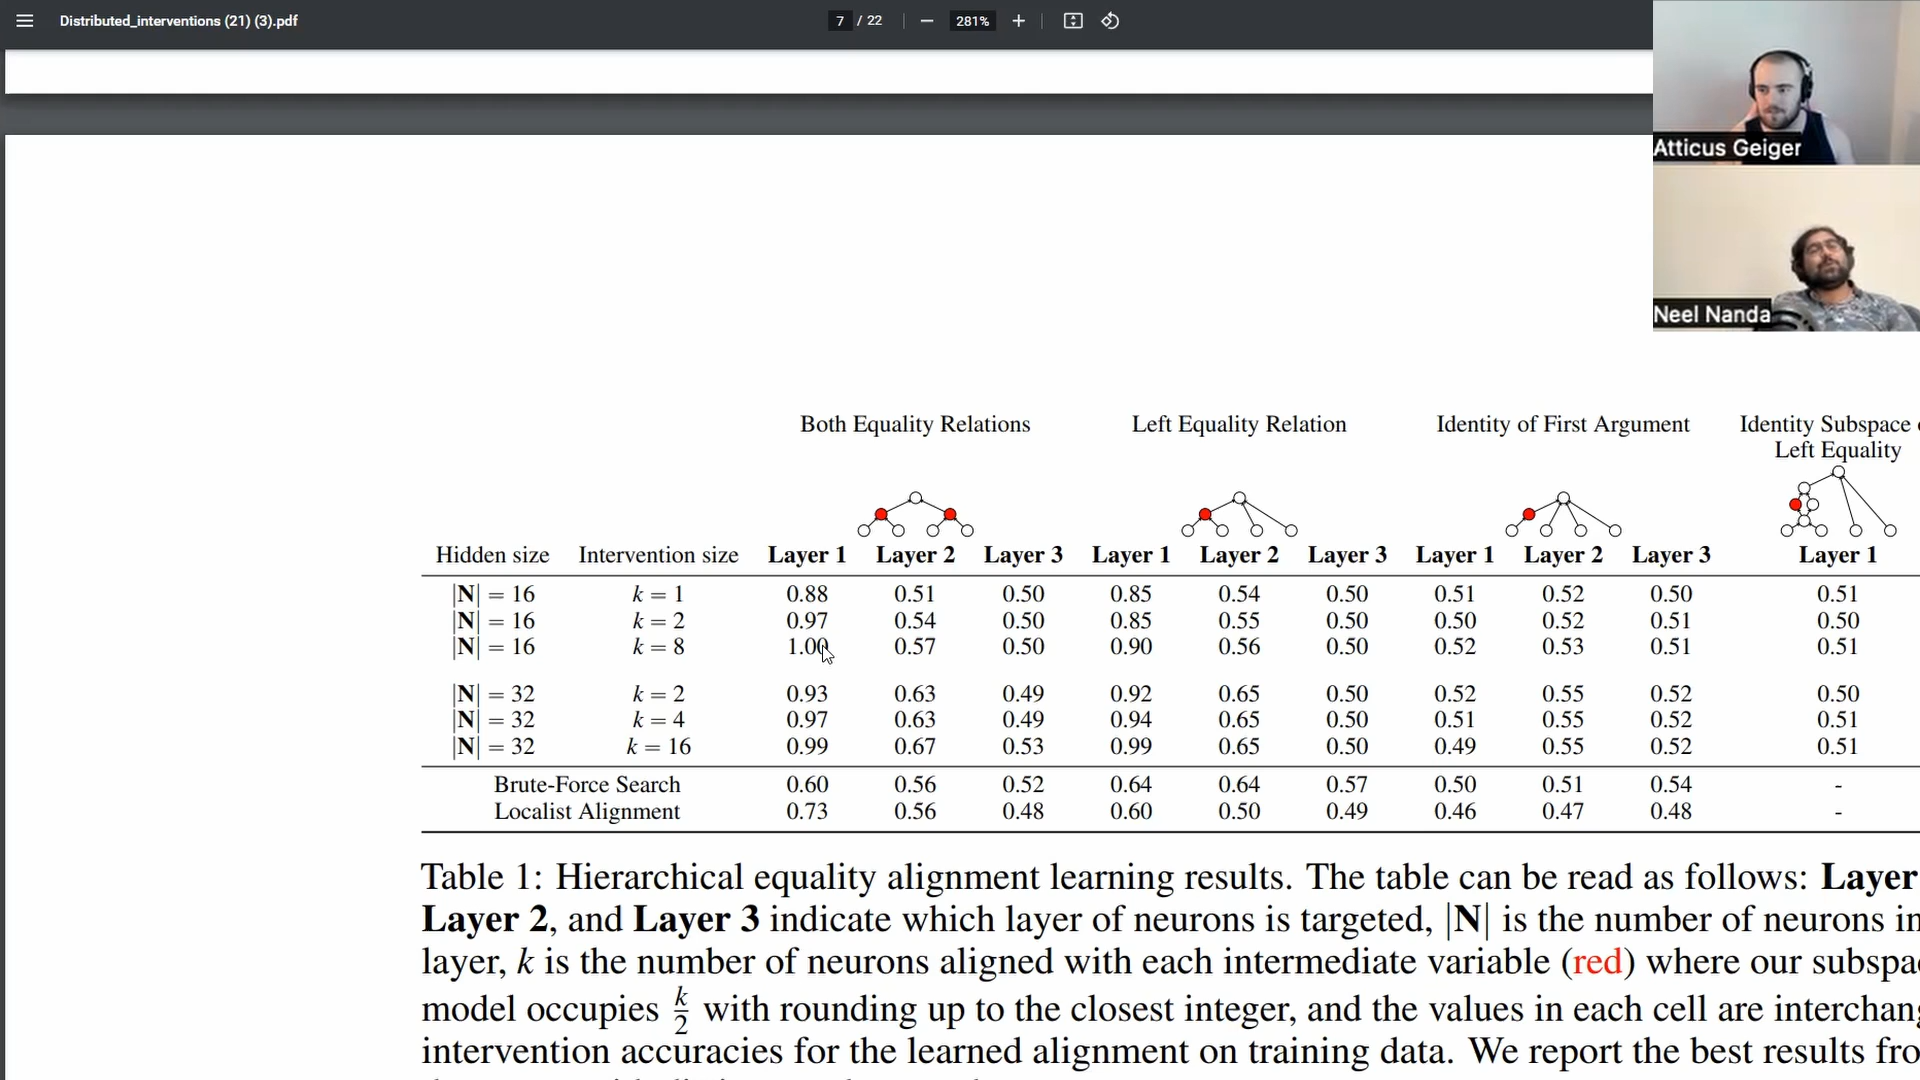 Distributed_interventions (21) (3).pdf
7 / 22
281%
Atticus Geiger
Neel Nanda
Both Equality Relations Left Equality Relation Identity of First Argument Identity Subspace
Left Equality
Hidden size Intervention size Layer 1 Layer 2 Layer 3 Layer 1 Layer 2 Layer 3 Layer 1 Layer 2 Layer 3 Layer 1
|N| = 16 k = 1 0.88 0.51 0.50 0.85 0.54 0.50 0.51 0.52 0.50 0.51
|N| = 16 k = 2 0.97 0.54 0.50 0.85 0.55 0.50 0.50 0.52 0.51 0.50
|N| = 16 k = 8 1.00 0.57 0.50 0.90 0.56 0.50 0.52 0.53 0.51 0.51
|N| = 32 k = 2 0.93 0.63 0.49 0.92 0.65 0.50 0.52 0.55 0.52 0.50
|N| = 32 k = 4 0.97 0.63 0.49 0.94 0.65 0.50 0.51 0.55 0.52 0.51
|N| = 32 k = 16 0.99 0.67 0.53 0.99 0.65 0.50 0.49 0.55 0.52 0.51
Brute-Force Search 0.60 0.56 0.52 0.64 0.64 0.57 0.50 0.51 0.54 -
Localist Alignment 0.73 0.56 0.48 0.60 0.50 0.49 0.46 0.47 0.48 -
Table 1: Hierarchical equality alignment learning results. The table can be read as follows: Layer
Layer 2, and Layer 3 indicate which layer of neurons is targeted, |N| is the number of neurons in
layer, k is the number of neurons aligned with each intermediate variable (red) where our subspa
model occupies k/2 with rounding up to the closest integer, and the values in each cell are interchang
intervention accuracies for the learned alignment on training data. We report the best results fro